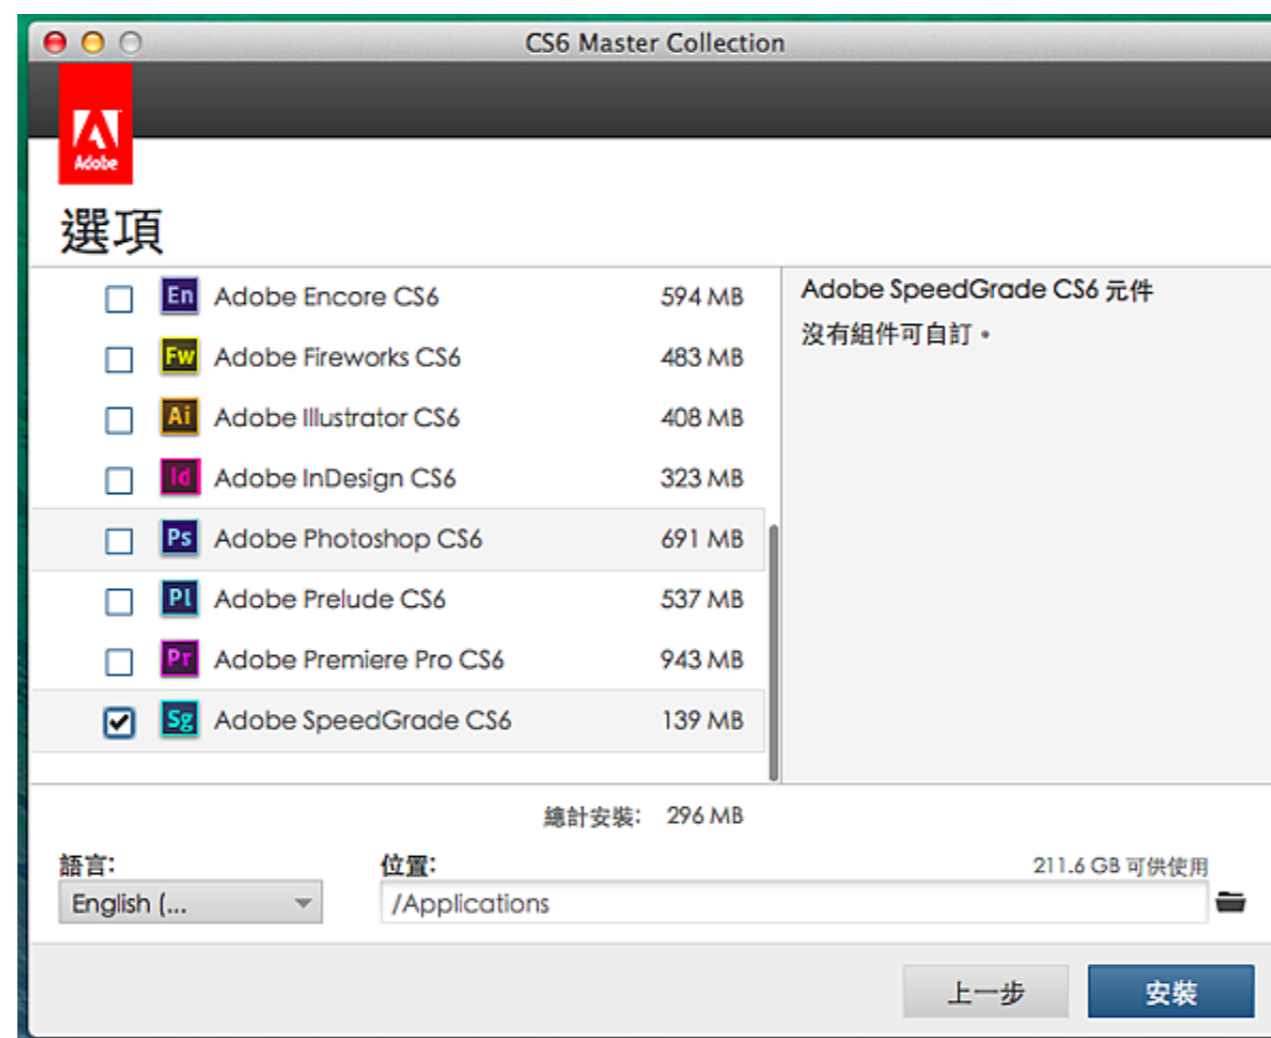 CS6 Master Collection
Adobe
選項
En Adobe Encore CS6 594 MB
Fw Adobe Fireworks CS6 483 MB
Ai Adobe Illustrator CS6 408 MB
Id Adobe InDesign CS6 323 MB
Ps Adobe Photoshop CS6 691 MB
Pl Adobe Prelude CS6 537 MB
Pr Adobe Premiere Pro CS6 943 MB
Sg Adobe SpeedGrade CS6 139 MB
Adobe SpeedGrade CS6 元件
沒有組件可自訂。
總計安裝: 296 MB
語言:
English (...
位置:
211.6 GB 可供使用
/Applications
上一步
安裝